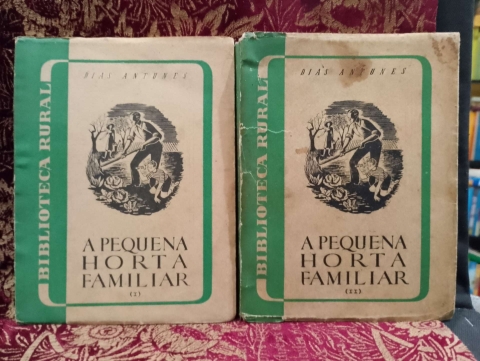 BIBLIOTECA RURAL
DIAS ANTUNES
A PEQUENA
HORTA
FAMILIAR
(I)
BIBLIOTECA RURAL
DIAS ANTUNES
A PEQUENA
HORTA
FAMILIAR
(II)